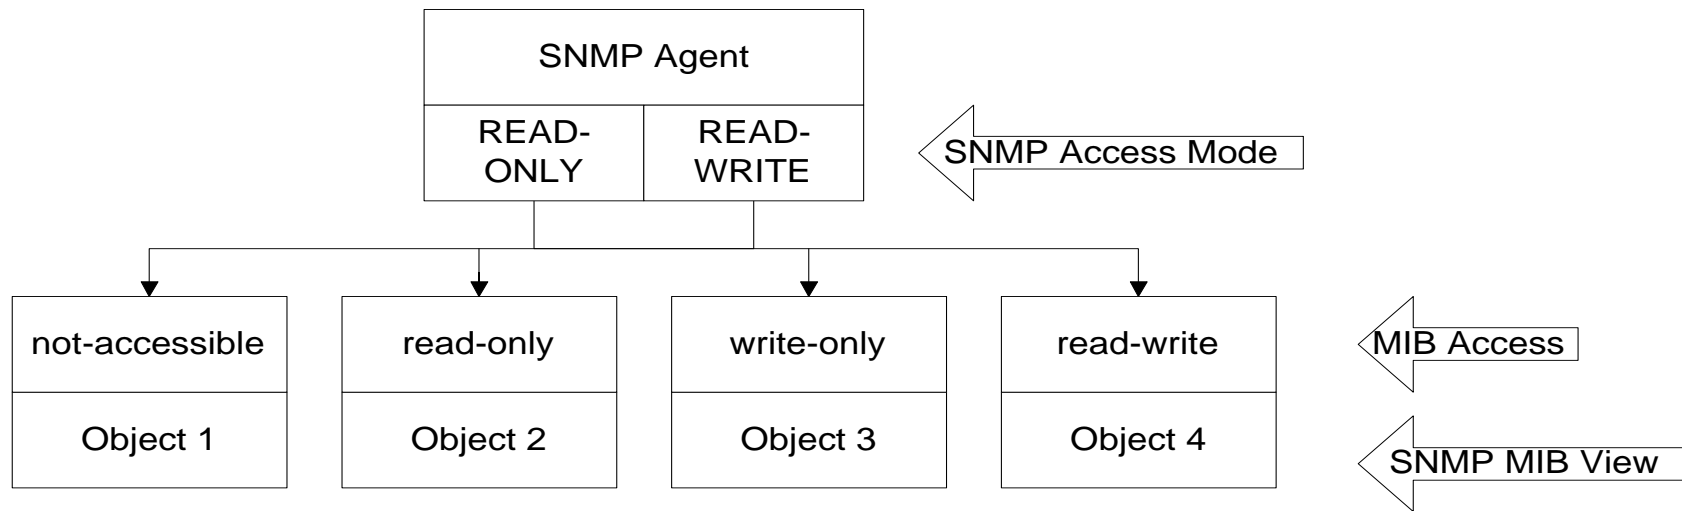 SNMP Agent
READ-
ONLY
READ-
WRITE
SNMP Access Mode
not-accessible
read-only
write-only
read-write
MIB Access
Object 1
Object 2
Object 3
Object 4
SNMP MIB View